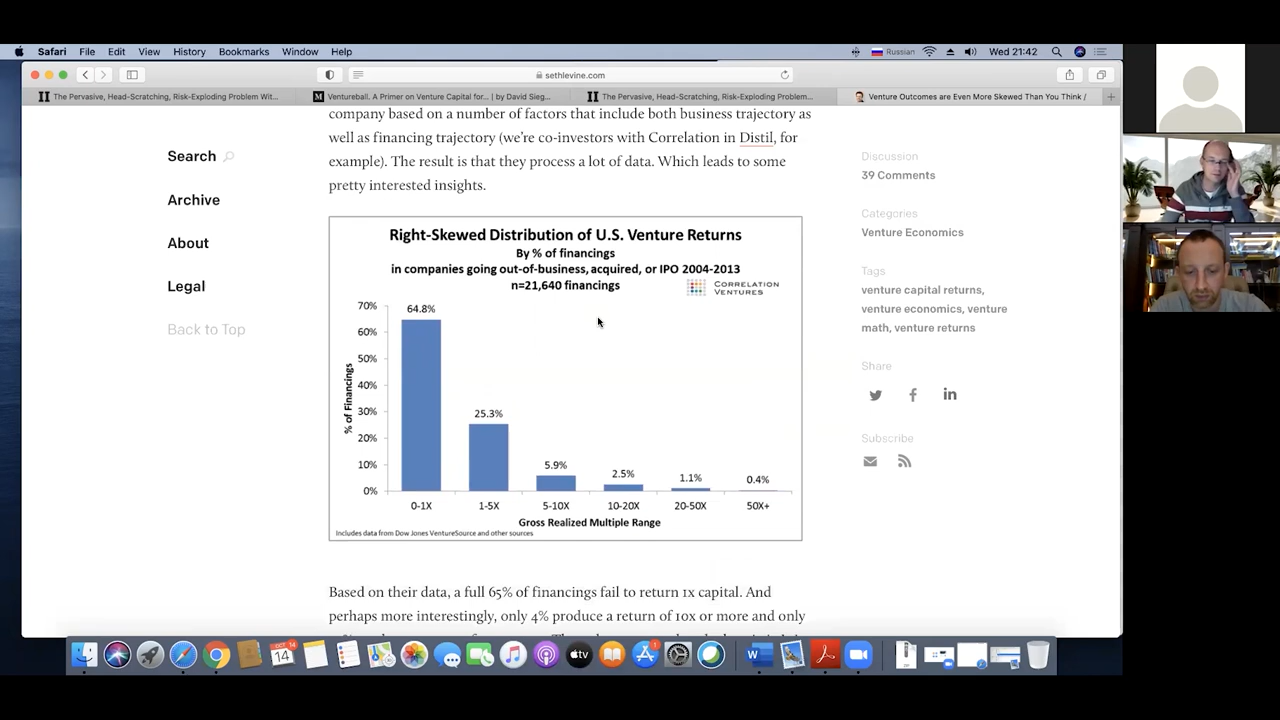 Safari File Edit View History Bookmarks Window Help Russian Wed 21:42
sethlevine.com
The Pervasive, Head-Scratching, Risk-Exploding Problem Wit...
Ventureball. A Primer on Venture Capital for... | by David Sieg...
The Pervasive, Head-Scratching, Risk-Exploding Problem...
Venture Outcomes are Even More Skewed Than You Think /
Search
Archive
About
Legal
Back to Top
company based on a number of factors that include both business trajectory as
well as financing trajectory (we're co-investors with Correlation in Distil, for
example). The result is that they process a lot of data. Which leads to some
pretty interested insights.
Right-Skewed Distribution of U.S. Venture Returns
By % of financings
in companies going out-of-business, acquired, or IPO 2004-2013
n=21,640 financings
CORRELATION
VENTURES
% of Financings
70%
60%
50%
40%
30%
20%
10%
0%
64.8%
25.3%
5.9%
2.5%
1.1%
0.4%
0-1X 1-5X 5-10X 10-20X 20-50X 50X+
Gross Realized Multiple Range
Includes data from Dow Jones VentureSource and other sources
Based on their data, a full 65% of financings fail to return 1x capital. And
perhaps more interestingly, only 4% produce a return of 10x or more and only
Discussion
39 Comments
Categories
Venture Economics
Tags
venture capital returns,
venture economics, venture
math, venture returns
Share
Subscribe
OCT 14
tv